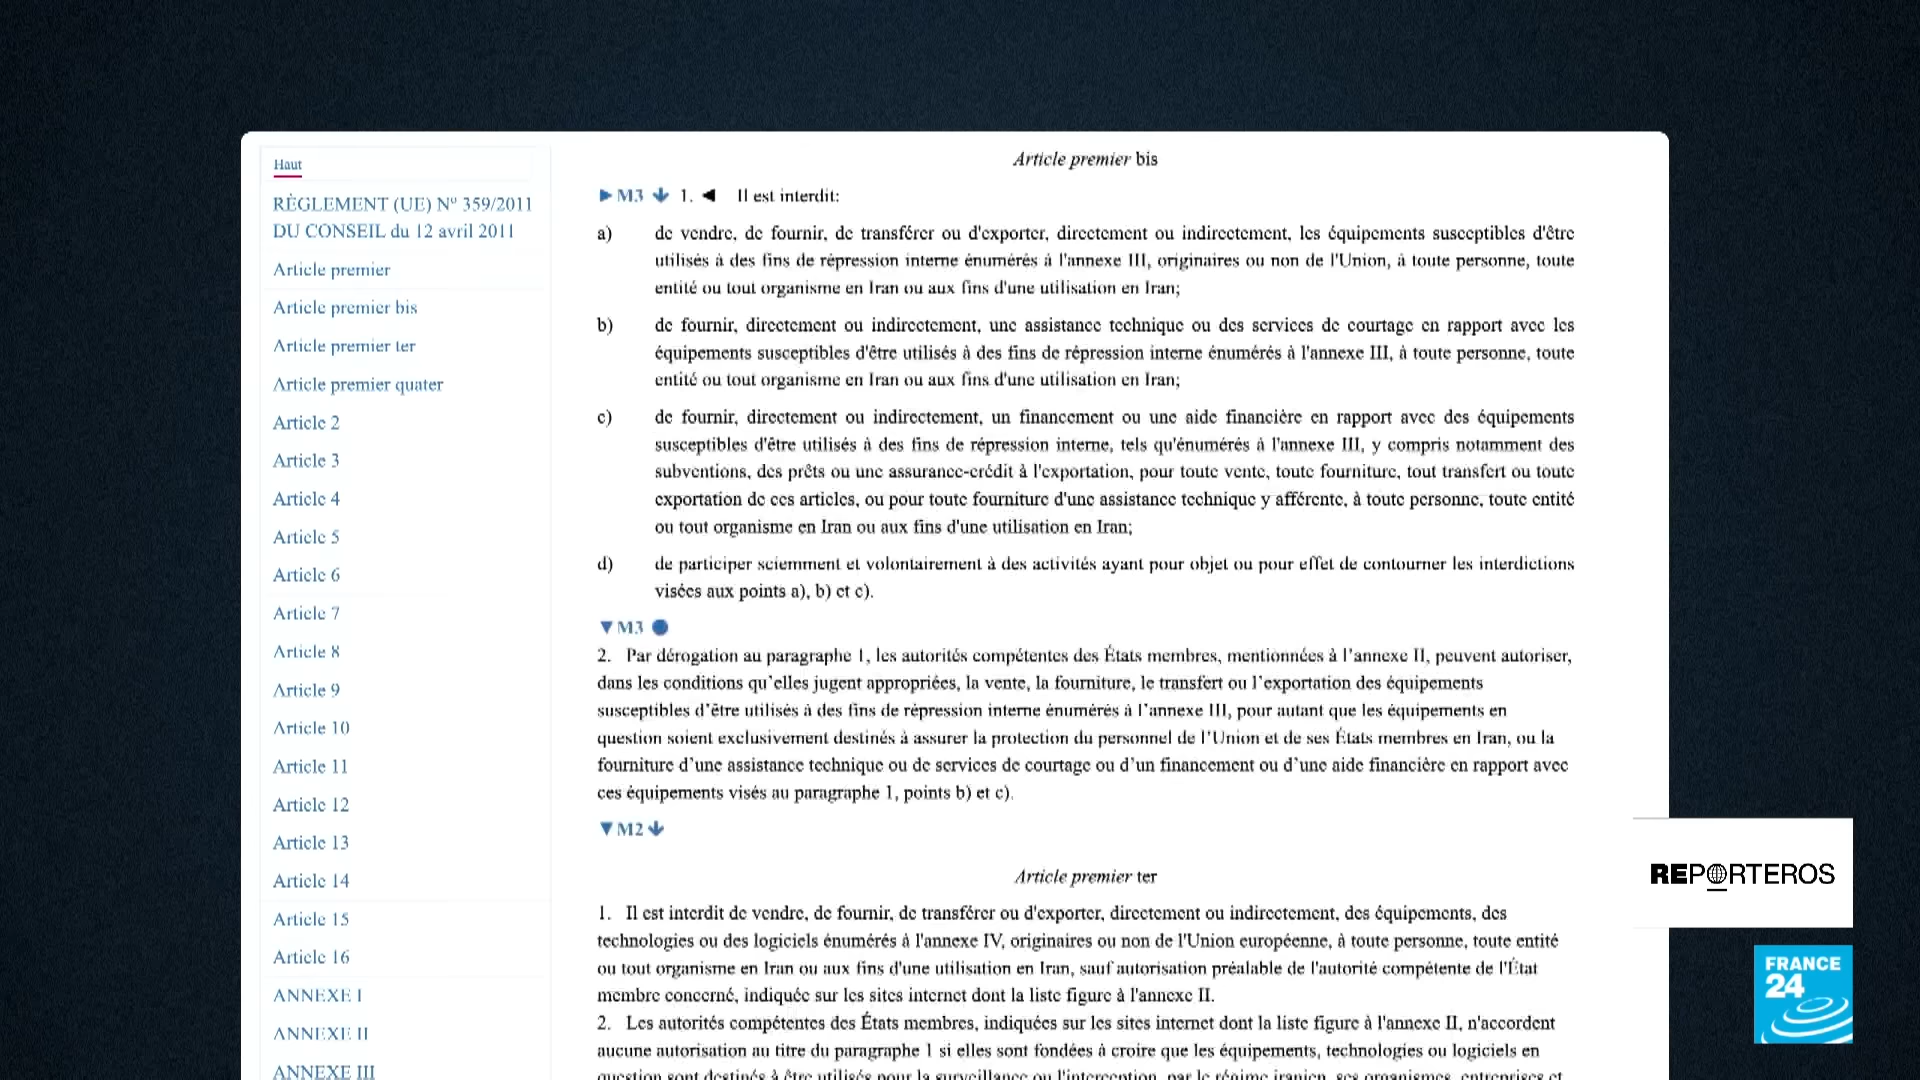 Haut
RÈGLEMENT (UE) Nº 359/2011
DU CONSEIL du 12 avril 2011
Article premier
Article premier bis
Article premier ter
Article premier quater
Article 2
Article 3
Article 4
Article 5
Article 6
Article 7
Article 8
Article 9
Article 10
Article 11
Article 12
Article 13
Article 14
Article 15
Article 16
ANNEXE I
ANNEXE II
ANNEXE III
Article premier bis
►M3 1. ◄ Il est interdit:
a) de vendre, de fournir, de transférer ou d'exporter, directement ou indirectement, les équipements susceptibles d'être
utilisés à des fins de répression interne énumérés à l'annexe III, originaires ou non de l'Union, à toute personne, toute
entité ou tout organisme en Iran ou aux fins d'une utilisation en Iran;
b) de fournir, directement ou indirectement, une assistance technique ou des services de courtage en rapport avec les
équipements susceptibles d'être utilisés à des fins de répression interne énumérés à l'annexe III, à toute personne, toute
entité ou tout organisme en Iran ou aux fins d'une utilisation en Iran;
c) de fournir, directement ou indirectement, un financement ou une aide financière en rapport avec des équipements
susceptibles d'être utilisés à des fins de répression interne, tels qu'énumérés à l'annexe III, y compris notamment des
subventions, des prêts ou une assurance-crédit à l'exportation, pour toute vente, toute fourniture, tout transfert ou toute
exportation de ces articles, ou pour toute fourniture d'une assistance technique y afférente, à toute personne, toute entité
ou tout organisme en Iran ou aux fins d'une utilisation en Iran;
d) de participer sciemment et volontairement à des activités ayant pour objet ou pour effet de contourner les interdictions
visées aux points a), b) et c).
▼M3
2. Par dérogation au paragraphe 1, les autorités compétentes des États membres, mentionnées à l’annexe II, peuvent autoriser,
dans les conditions qu’elles jugent appropriées, la vente, la fourniture, le transfert ou l’exportation des équipements
susceptibles d’être utilisés à des fins de répression interne énumérés à l’annexe III, pour autant que les équipements en
question soient exclusivement destinés à assurer la protection du personnel de l’Union et de ses États membres en Iran, ou la
fourniture d’une assistance technique ou de services de courtage ou d’un financement ou d’une aide financière en rapport avec
ces équipements visés au paragraphe 1, points b) et c).
▼M2
Article premier ter
1. Il est interdit de vendre, de fournir, de transférer ou d'exporter, directement ou indirectement, des équipements, des
technologies ou des logiciels énumérés à l'annexe IV, originaires ou non de l'Union européenne, à toute personne, toute entité
ou tout organisme en Iran ou aux fins d'une utilisation en Iran, sauf autorisation préalable de l'autorité compétente de l'État
membre concerné, indiquée sur les sites internet dont la liste figure à l'annexe II.
2. Les autorités compétentes des États membres, indiquées sur les sites internet dont la liste figure à l'annexe II, n'accordent
aucune autorisation au titre du paragraphe 1 si elles sont fondées à croire que les équipements, technologies ou logiciels en
question sont destinés à être utilisés pour la surveillance ou l'interception, par le régime iranien, ses organismes, entreprises et
REPORTEROS
FRANCE
24